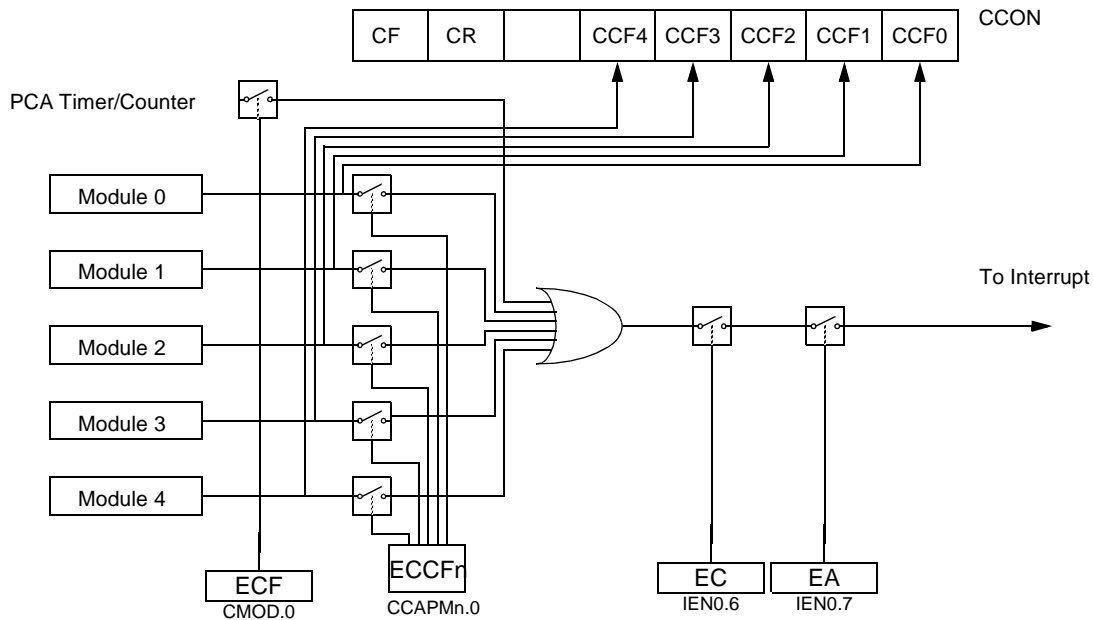 CCON
CF CR CCF4 CCF3 CCF2 CCF1 CCF0
PCA Timer/Counter
Module 0
Module 1
To Interrupt
Module 2
Module 3
Module 4
ECF
CMOD.0
ECCFn
CCAPMn.0
EC
IEN0.6
EA
IEN0.7